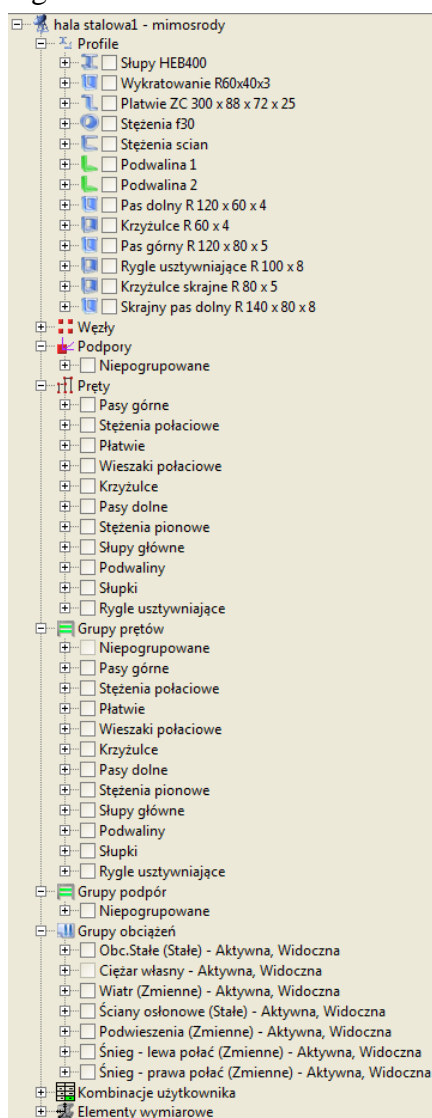 hala stalowa1 - mimosrody
Profile
Słupy HEB400
Wykratowanie R60x40x3
Platwie ZC 300 x 88 x 72 x 25
Stężenia f30
Stężenia scian
Podwalina 1
Podwalina 2
Pas dolny R 120 x 60 x 4
Krzyżulce R 60 x 4
Pas górny R 120 x 80 x 5
Rygle usztywniające R 100 x 8
Krzyżulce skrajne R 80 x 5
Skrajny pas dolny R 140 x 80 x 8
Węzły
Podpory
Niepogrupowane
Pręty
Pasy górne
Stężenia połaciowe
Płatwie
Wieszaki połaciowe
Krzyżulce
Pasy dolne
Stężenia pionowe
Słupy główne
Podwaliny
Słupki
Rygle usztywniające
Grupy prętów
Niepogrupowane
Pasy górne
Stężenia połaciowe
Płatwie
Wieszaki połaciowe
Krzyżulce
Pasy dolne
Stężenia pionowe
Słupy główne
Podwaliny
Słupki
Rygle usztywniające
Grupy podpór
Niepogrupowane
Grupy obciążeń
Obc.Stałe (Stałe) - Aktywna, Widoczna
Ciężar własny - Aktywna, Widoczna
Wiatr (Zmienne) - Aktywna, Widoczna
Ściany osłonowe (Stałe) - Aktywna, Widoczna
Podwieszenia (Zmienne) - Aktywna, Widoczna
Śnieg - lewa połać (Zmienne) - Aktywna, Widoczna
Śnieg - prawa połać (Zmienne) - Aktywna, Widoczna
Kombinacje użytkownika
Elementy wymiarowe